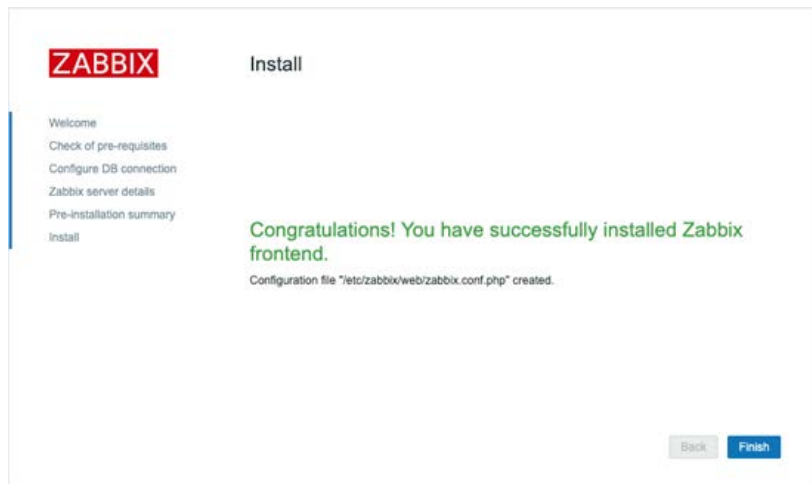 ZABBIX
Install
Welcome
Check of pre-requisites
Configure DB connection
Zabbix server details
Pre-installation summary
Install
Congratulations! You have successfully installed Zabbix
frontend.
Configuration file "/etc/zabbix/web/zabbix.conf.php" created.
Back
Finish